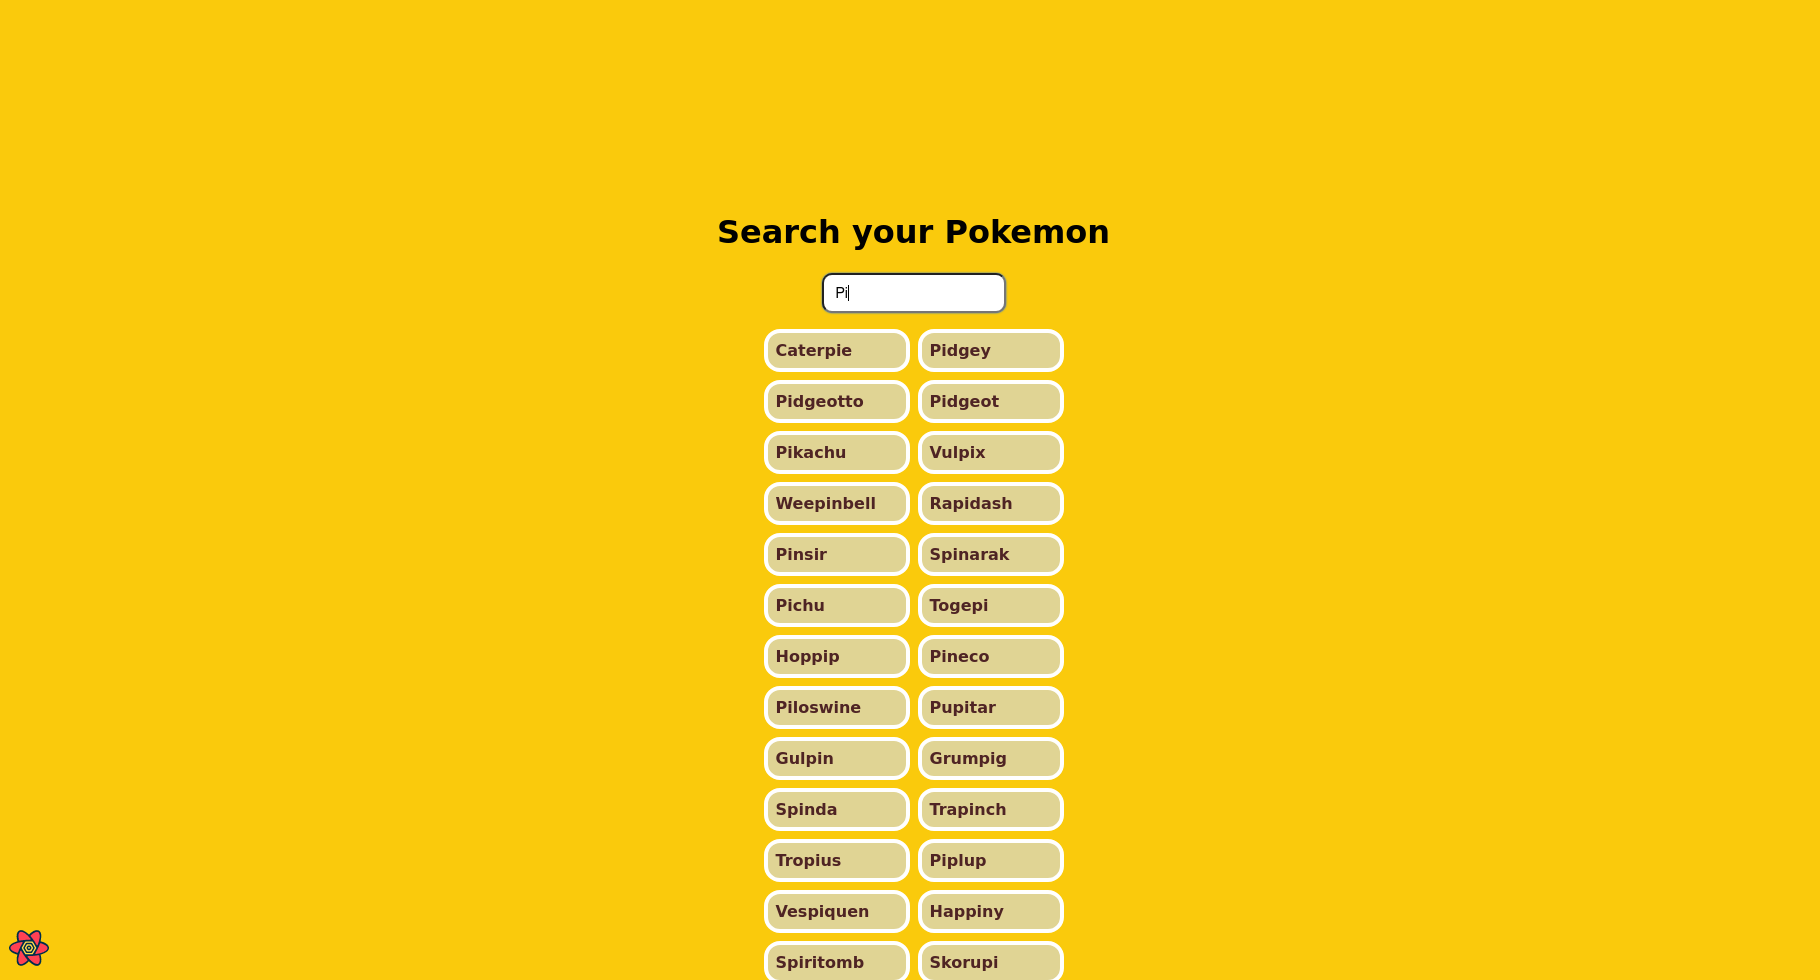 Search your Pokemon
Pi
Caterpie Pidgey
Pidgeotto Pidgeot
Pikachu Vulpix
Weepinbell Rapidash
Pinsir Spinarak
Pichu Togepi
Hoppip Pineco
Piloswine Pupitar
Gulpin Grumpig
Spinda Trapinch
Tropius Piplup
Vespiquen Happiny
Spiritomb Skorupi